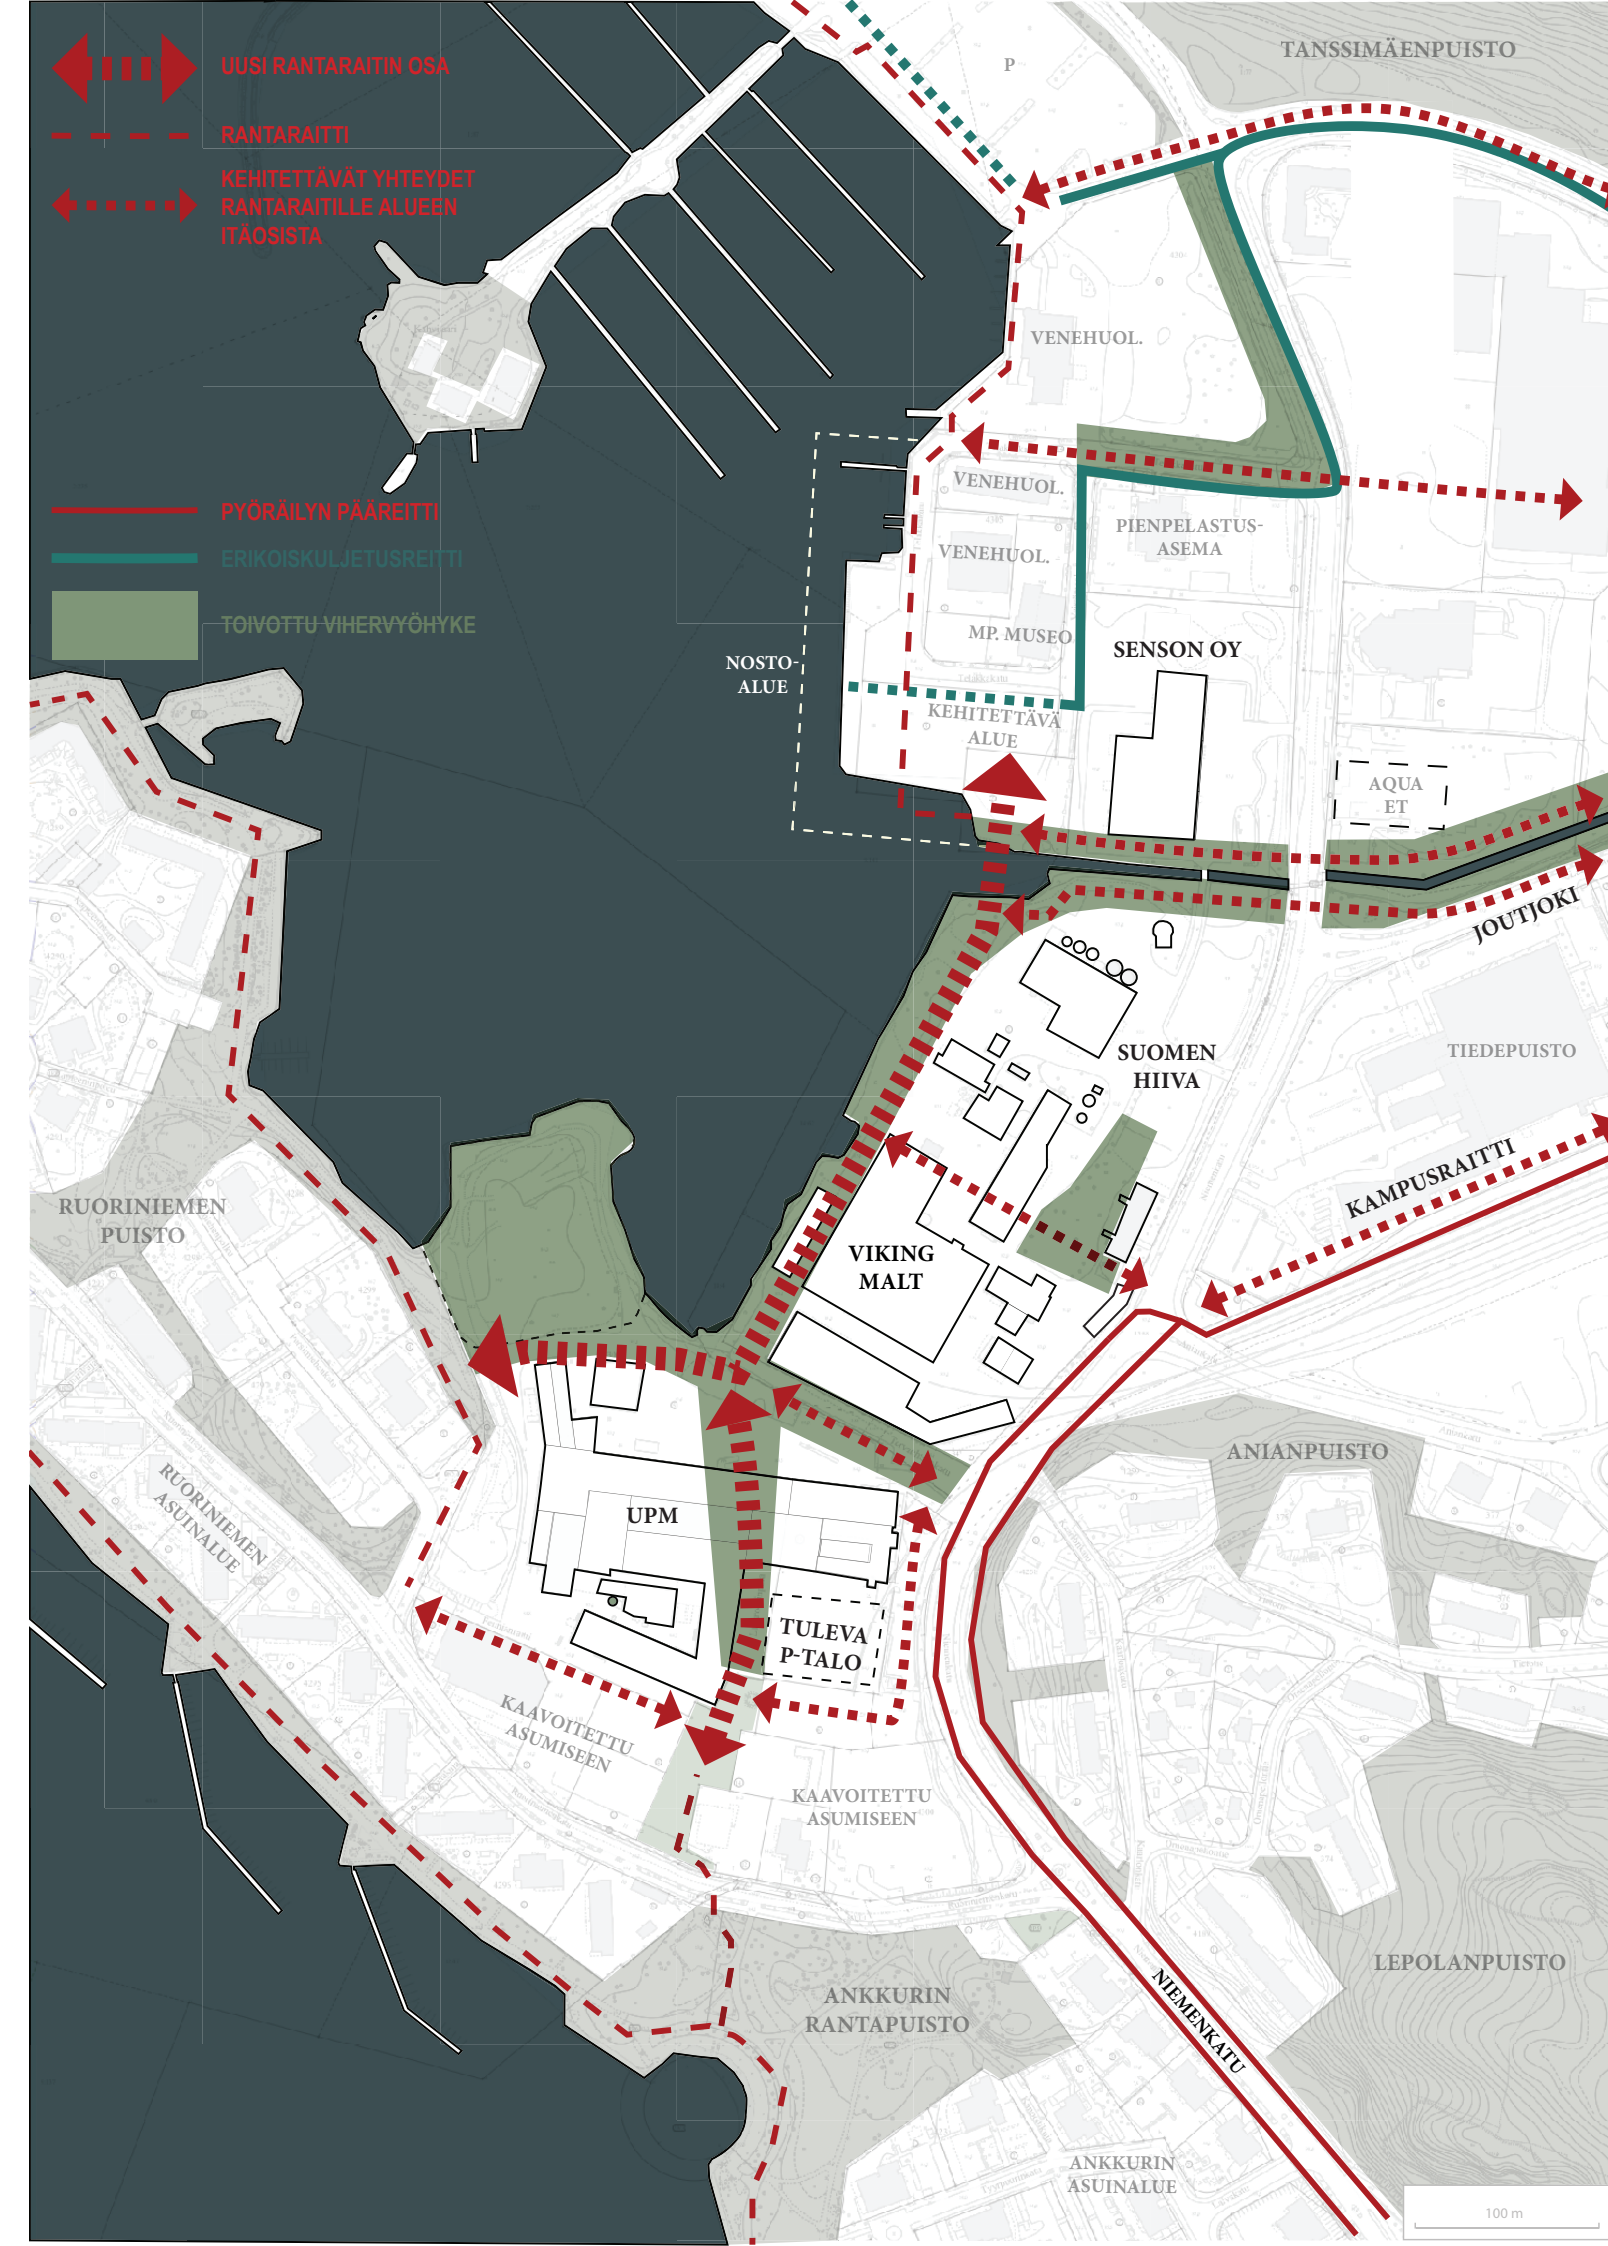 UUSI RANTARAITIN OSA
RANTARAITTI
KEHITETTÄVÄT YHTEYDET
RANTARAITILLE ALUEEN
ITÄOSISTA
PYÖRÄILYN PÄÄREITTI
ERIKOISKULJETUSREITTI
TOIVOTTU VIHERVYÖHYKE
TANSSIMÄENPUISTO
P
VENEHUOL.
VENEHUOL.
VENEHUOL.
PIENPELASTUS-
ASEMA
MP. MUSEO
SENSON OY
NOSTO-
ALUE
KEHITETTÄVÄ
ALUE
AQUA
ET
JOUTJOKI
SUOMEN
HIIVA
TIEDEPUISTO
KAMPUSRAITTI
RUORINIEMEN
PUISTO
VIKING
MALT
ANIANPUISTO
RUORINIEMEN
ASUINALUE
UPM
TULEVA
P-TALO
KAAVOITETTU
ASUMISEEN
KAAVOITETTU
ASUMISEEN
LEPOLANPUISTO
NIEMENKATU
ANKKURIN
RANTAPUISTO
ANKKURIN
ASUINALUE
100 m